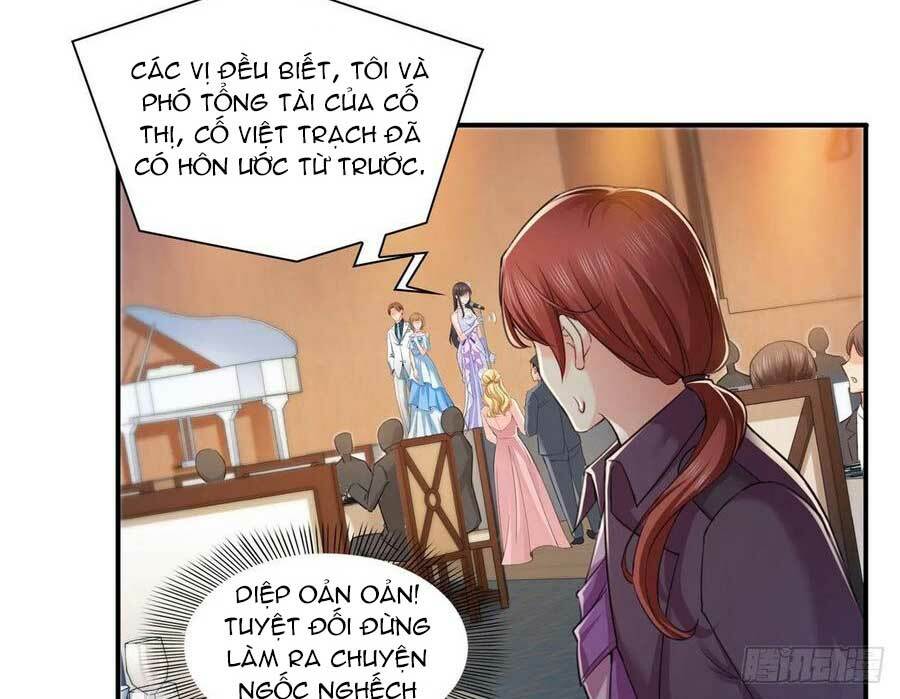 CÁC VỊ ĐỀU BIẾT, TÔI VÀ
PHÓ TỔNG TÀI CỦA CỐ
THỊ, CỐ VIỆT TRẠCH ĐÃ
CÓ HÔN ƯỚC TỪ TRƯỚC.
DIỆP OẢN OẢN!
TUYỆT ĐỐI ĐỪNG
LÀM RA CHUYỆN
NGỐC NGHẾCH